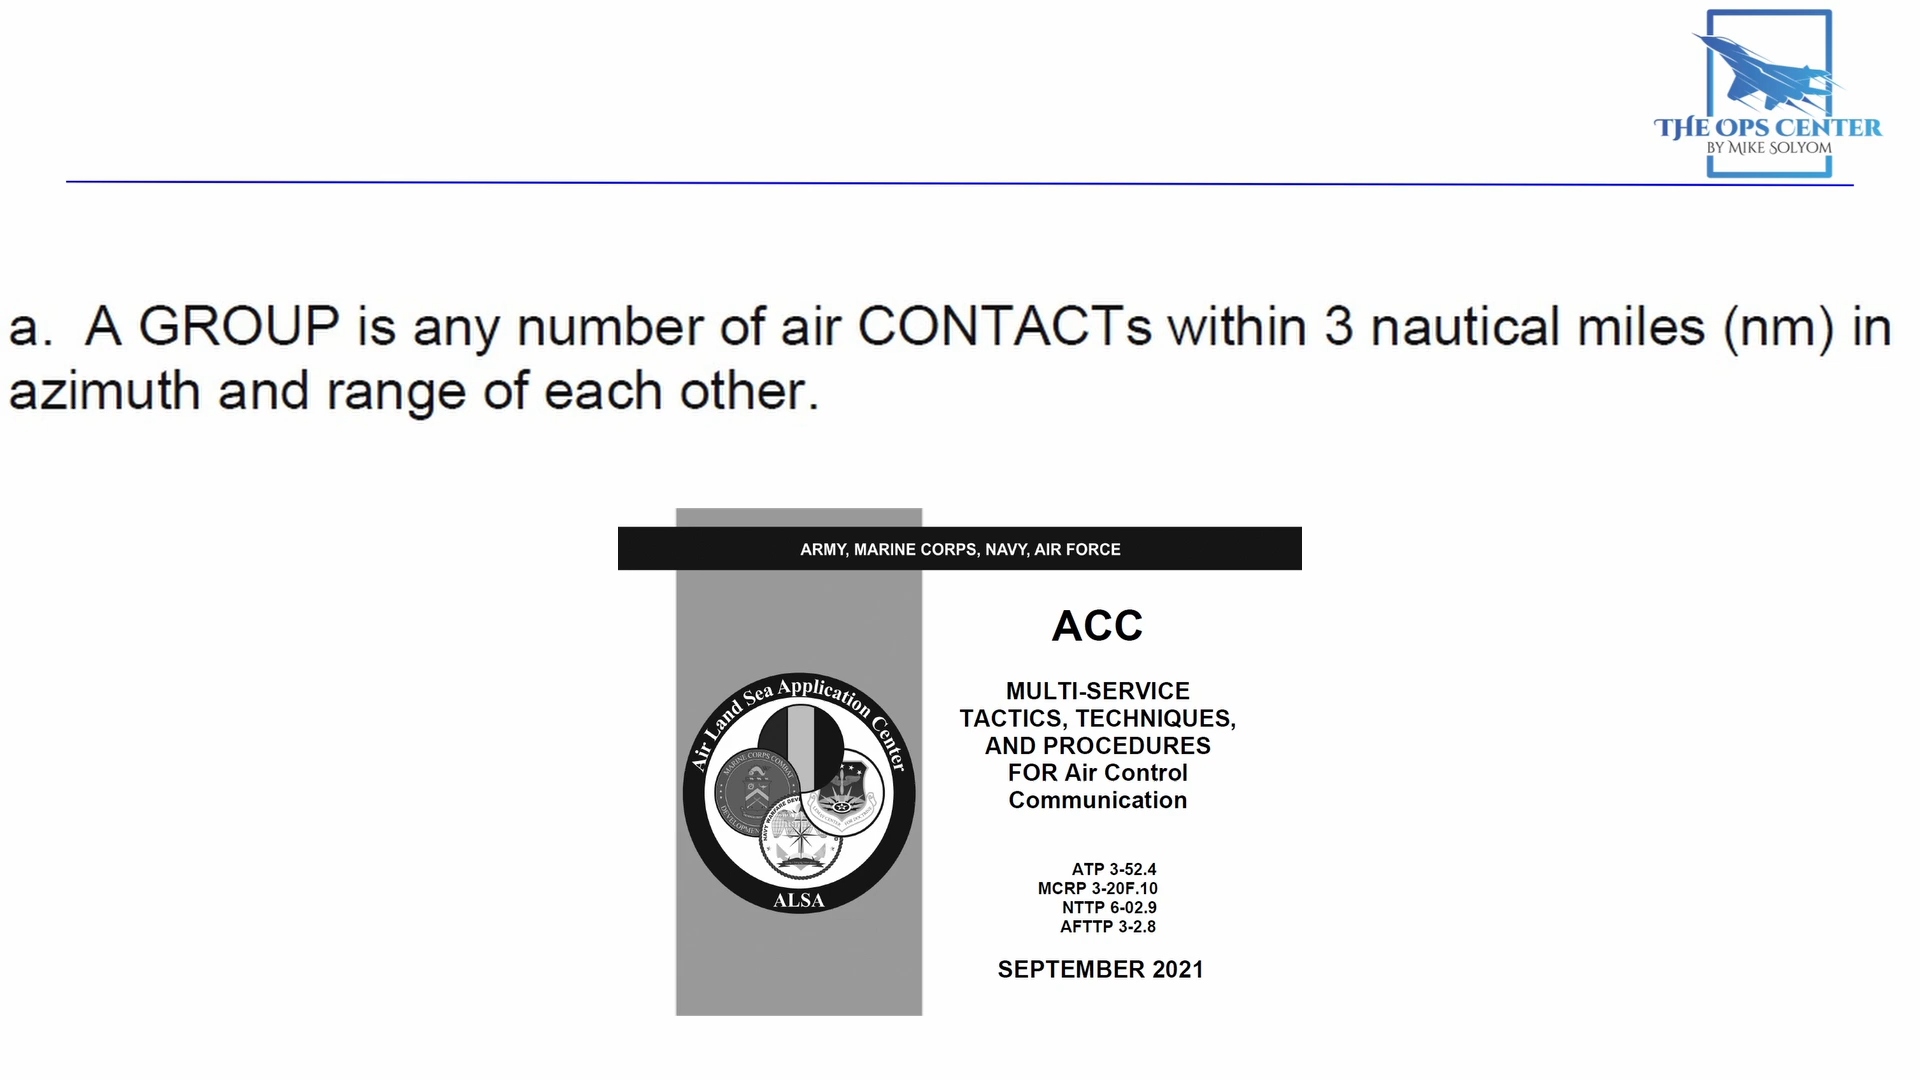 THE OPS CENTER
BY MIKE SOLYOM
a. A GROUP is any number of air CONTACTs within 3 nautical miles (nm) in
azimuth and range of each other.
ARMY, MARINE CORPS, NAVY, AIR FORCE
ACC
MULTI-SERVICE
TACTICS, TECHNIQUES,
AND PROCEDURES
FOR Air Control
Communication
Air Land Sea Application Center
MARINE CORPS COMBAT
ALSA
ATP 3-52.4
MCRP 3-20F.10
NTTP 6-02.9
AFTTP 3-2.8
SEPTEMBER 2021